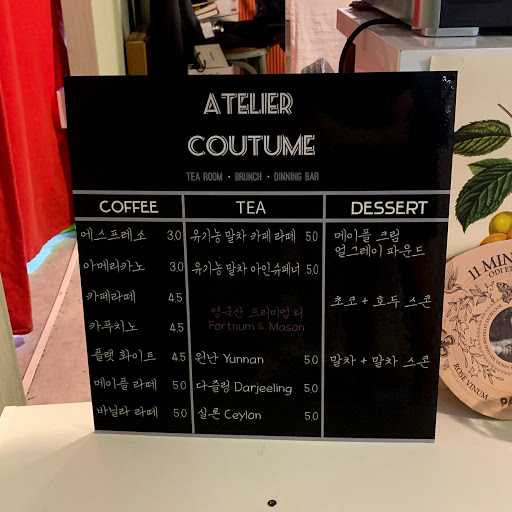 ATELIER
COUTUME
TEA ROOM • BRUNCH • DINNING BAR
COFFEE
에스프레소 3.0
아메리카노 3.0
카페라떼 4.5
카푸치노 4.5
플랫 화이트 4.5
메이플 라떼 5.0
바닐라 라떼 5.0
TEA
유기농 말차 카페 라떼 5.0
유기농 말차 아인슈페너 5.0
영국산 프리미엄 티
Fortnum & Mason
윈난 Yunnan 5.0
다즐링 Darjeeling 5.0
실론 Ceylon 5.0
DESSERT
메이플 크럼
얼그레이 파운드
초코 + 호두 스콘
말차 + 말차 스콘
11 MIN
ROSÉ VINUM